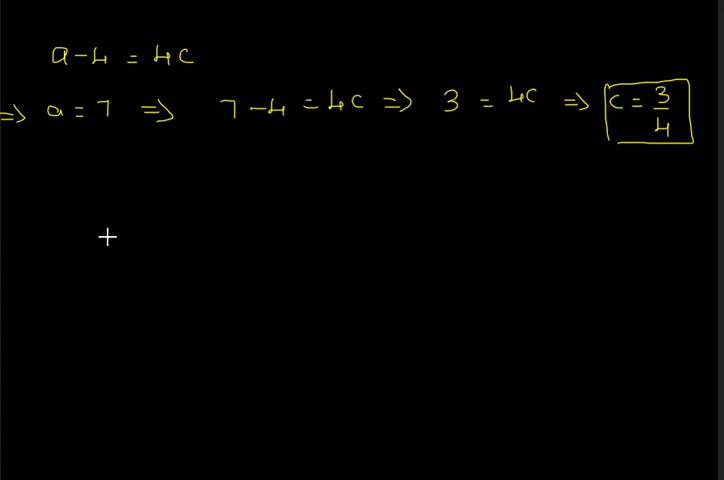 a - 4 = 4c
⇒ a = 7 ⇒ 7 - 4 = 4c ⇒ 3 = 4c ⇒ c = 3/4